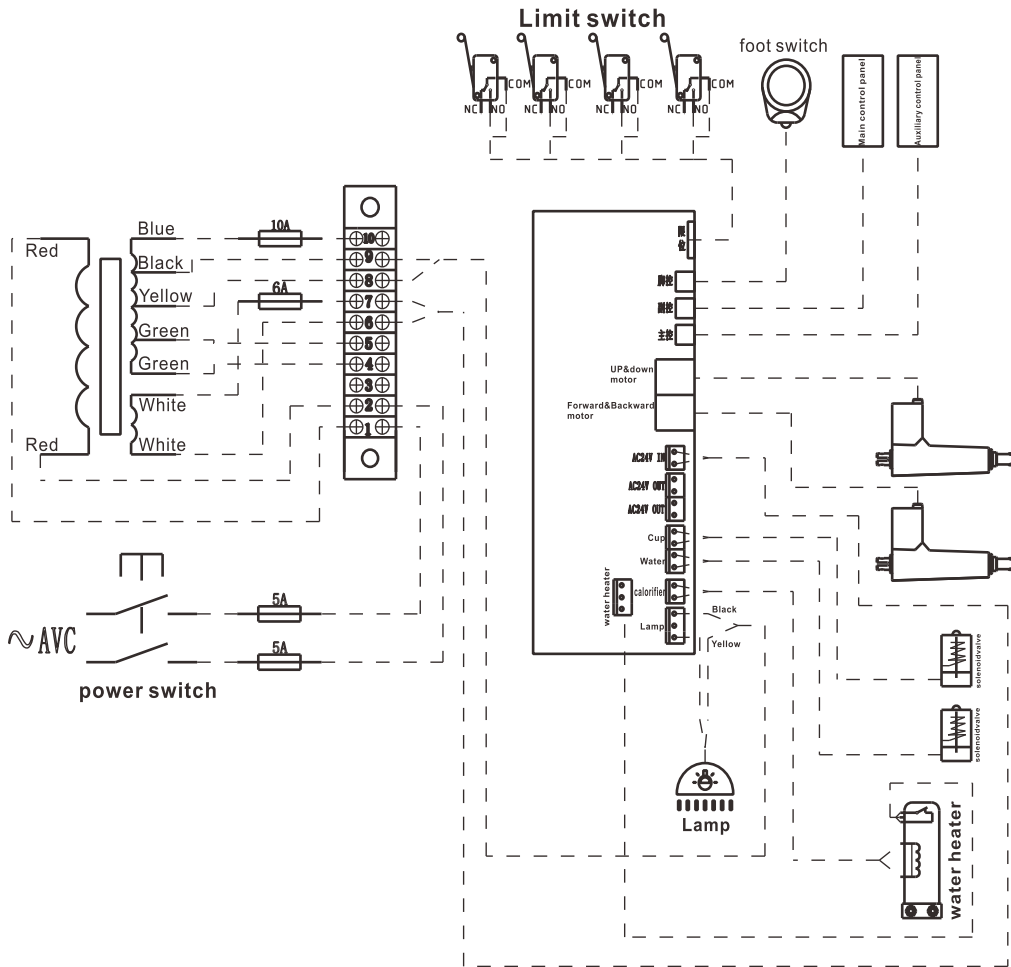 Limit switch
foot switch
Main control panel
Auxiliary control panel
COM
COM
COM
COM
NC
NO
NC
NO
NC
NO
NC
NO
Blue
10A
10
Red
Black
9
Yellow
6A
8
7
Green
6
5
Green
4
3
White
2
Red
White
1
限位
脚控
副控
主控
UP&down
motor
Forward&Backward
motor
AC24V IN
AC24V OUT
AC24V OUT
Cup
Water
water heater
calorifier
Lamp
Black
Yellow
5A
AVC
5A
power switch
solenoidvalve
solenoidvalve
Lamp
water heater